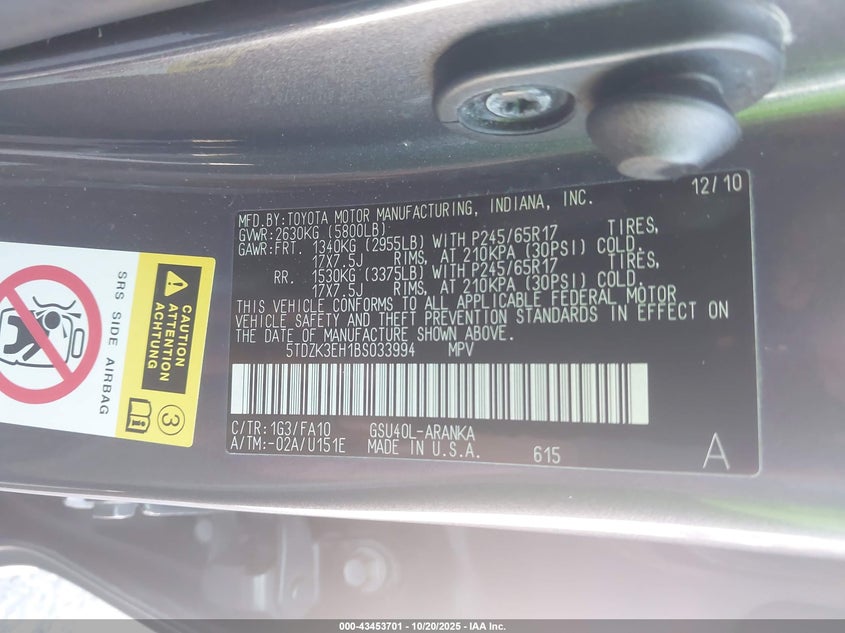 12/10
MFD.BY:TOYOTA MOTOR MANUFACTURING, INDIANA, INC.
GVWR:2630KG (5800LB)
GAWR:FRT. 1340KG (2955LB) WITH P245/65R17 TIRES,
17X7.5J RIMS, AT 210KPA (30PSI) COLD.
RR. 1530KG (3375LB) WITH P245/65R17 TIRES,
17X7.5J RIMS, AT 210KPA (30PSI) COLD.
THIS VEHICLE CONFORMS TO ALL APPLICABLE FEDERAL MOTOR
VEHICLE SAFETY AND THEFT PREVENTION STANDARDS IN EFFECT ON
THE DATE OF MANUFACTURE SHOWN ABOVE.
5TDZK3EH1BS033994 MPV
C/TR:1G3/FA10 GSU40L-ARANKA
A/TM:-02A/U151E MADE IN U.S.A. 615 A
CAUTION
ATTENTION
ACHTUNG
SRS SIDE AIRBAG
3
000-43453701 - 10/20/2025 - IAA Inc.